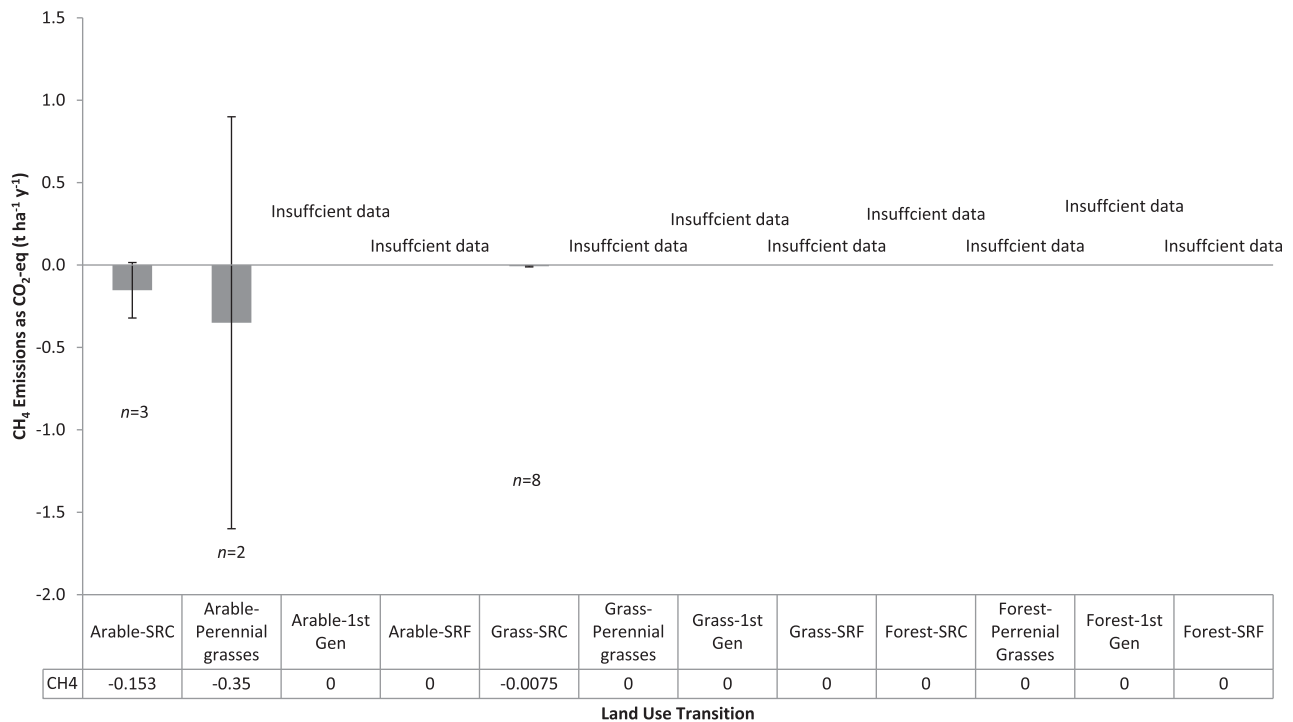 1.5
1.0
0.5
0.0
-0.5
-1.0
-1.5
-2.0
CH₄ Emissions as CO₂-eq (t ha⁻¹ y⁻¹)
Insuffcient data
Insuffcient data
Insuffcient data
Insuffcient data
Insuffcient data
Insuffcient data
Insuffcient data
Insuffcient data
Insuffcient data
n=3
n=2
n=8
Arable-SRC
Arable-
Perennial
grasses
Arable-1st
Gen
Arable-SRF
Grass-SRC
Grass-
Perennial
grasses
Grass-1st
Gen
Grass-SRF
Forest-SRC
Forest-
Perrenial
Grasses
Forest-1st
Gen
Forest-SRF
CH4 -0.153 -0.35 0 0 -0.0075 0 0 0 0 0 0 0
Land Use Transition